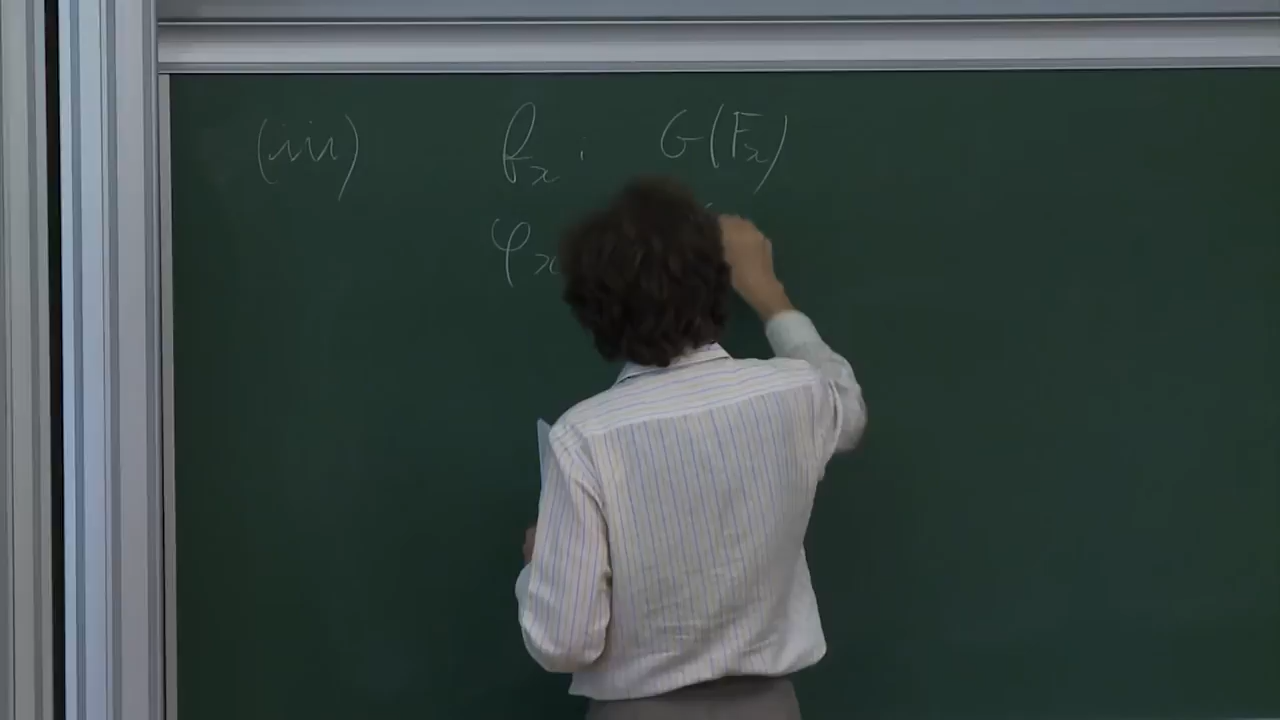 (iii) f_x : G(F_x)
φ_x